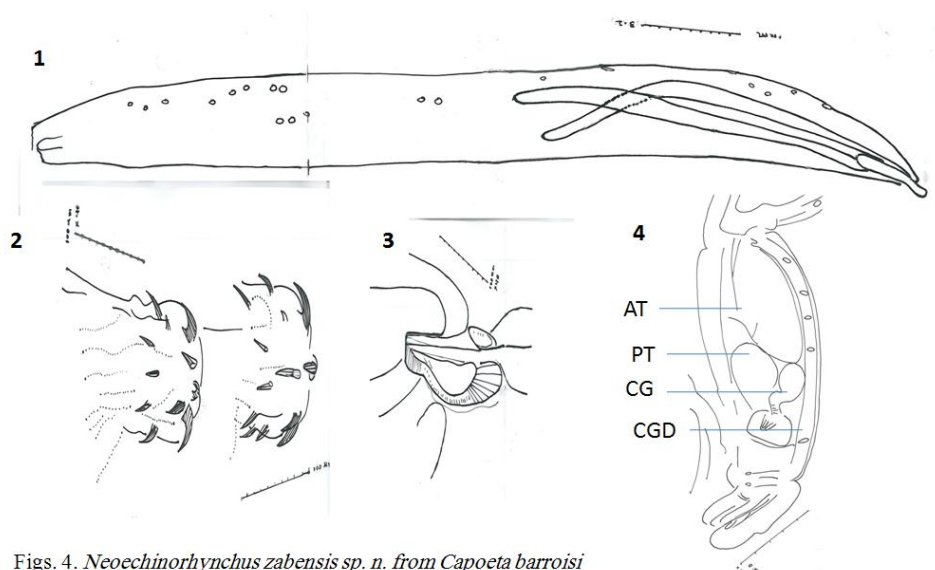 1
2
3
4
AT
PT
CG
CGD
Figs. 4. Neoechinorhynchus zabensis sp. n. from Capoeta barroisi